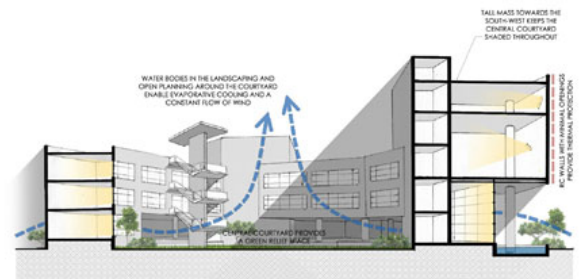 TALL MASS TOWARDS THE
SOUTH-WEST KEEPS THE
CENTRAL COURTYARD
SHADED THROUGHOUT
WATER BODIES IN THE LANDSCAPING AND
OPEN PLANNING AROUND THE COURTYARD
ENABLE EVAPORATIVE COOLING AND A
CONSTANT FLOW OF WIND
RC WALLS WITH MINIMAL OPENINGS
PROVIDE THERMAL PROTECTION
CENTRAL COURTYARD PROVIDES
A GREEN RELIEF SPACE